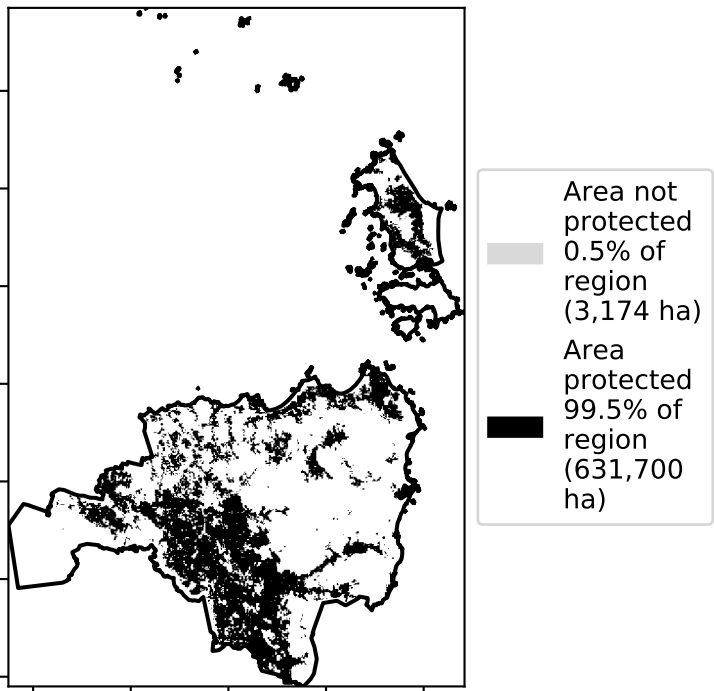 Area not
protected
0.5% of
region
(3,174 ha)
Area
protected
99.5% of
region
(631,700
ha)